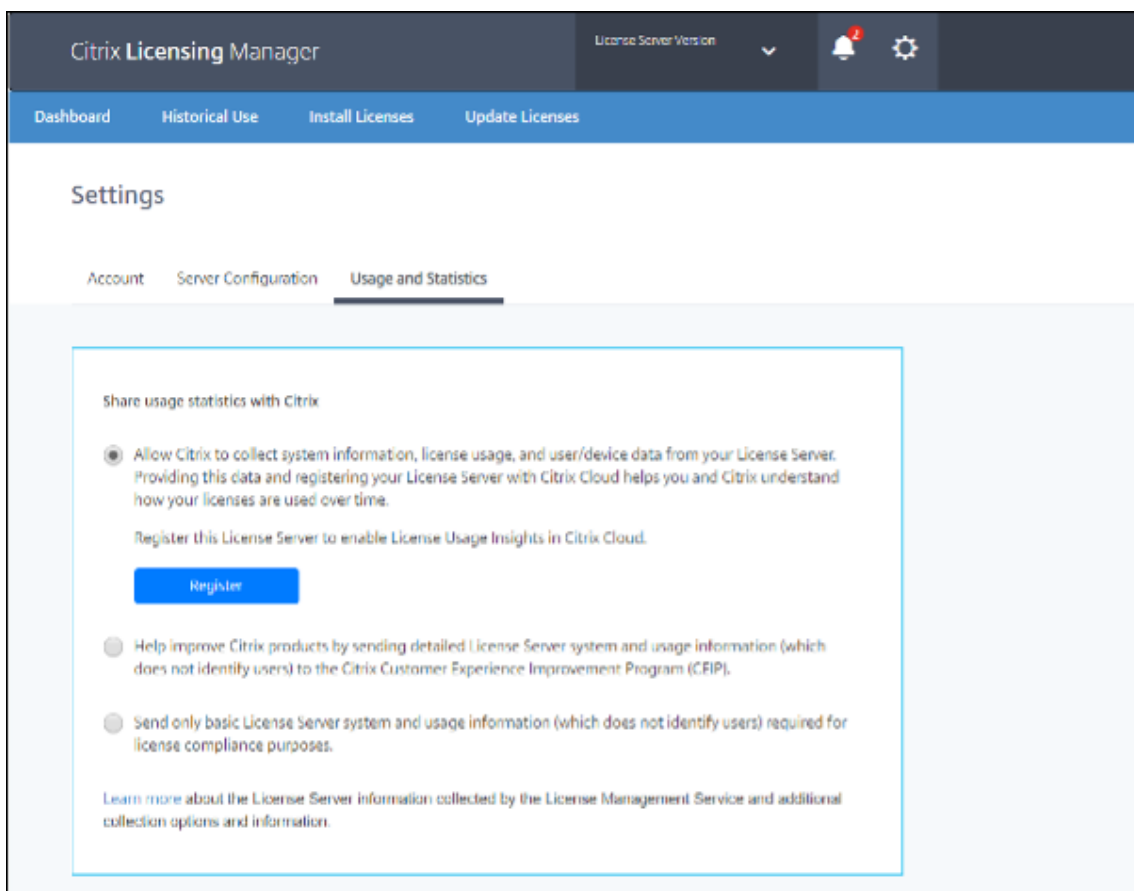 Citrix Licensing Manager
License Server Version
2
Dashboard Historical Use Install Licenses Update Licenses
Settings
Account Server Configuration Usage and Statistics
Share usage statistics with Citrix
Allow Citrix to collect system information, license usage, and user/device data from your License Server.
Providing this data and registering your License Server with Citrix Cloud helps you and Citrix understand
how your licenses are used over time.
Register this License Server to enable License Usage Insights in Citrix Cloud.
Register
Help improve Citrix products by sending detailed License Server system and usage information (which
does not identify users) to the Citrix Customer Experience Improvement Program (CEIP).
Send only basic License Server system and usage information (which does not identify users) required for
license compliance purposes.
Learn more about the License Server information collected by the License Management Service and additional
collection options and information.